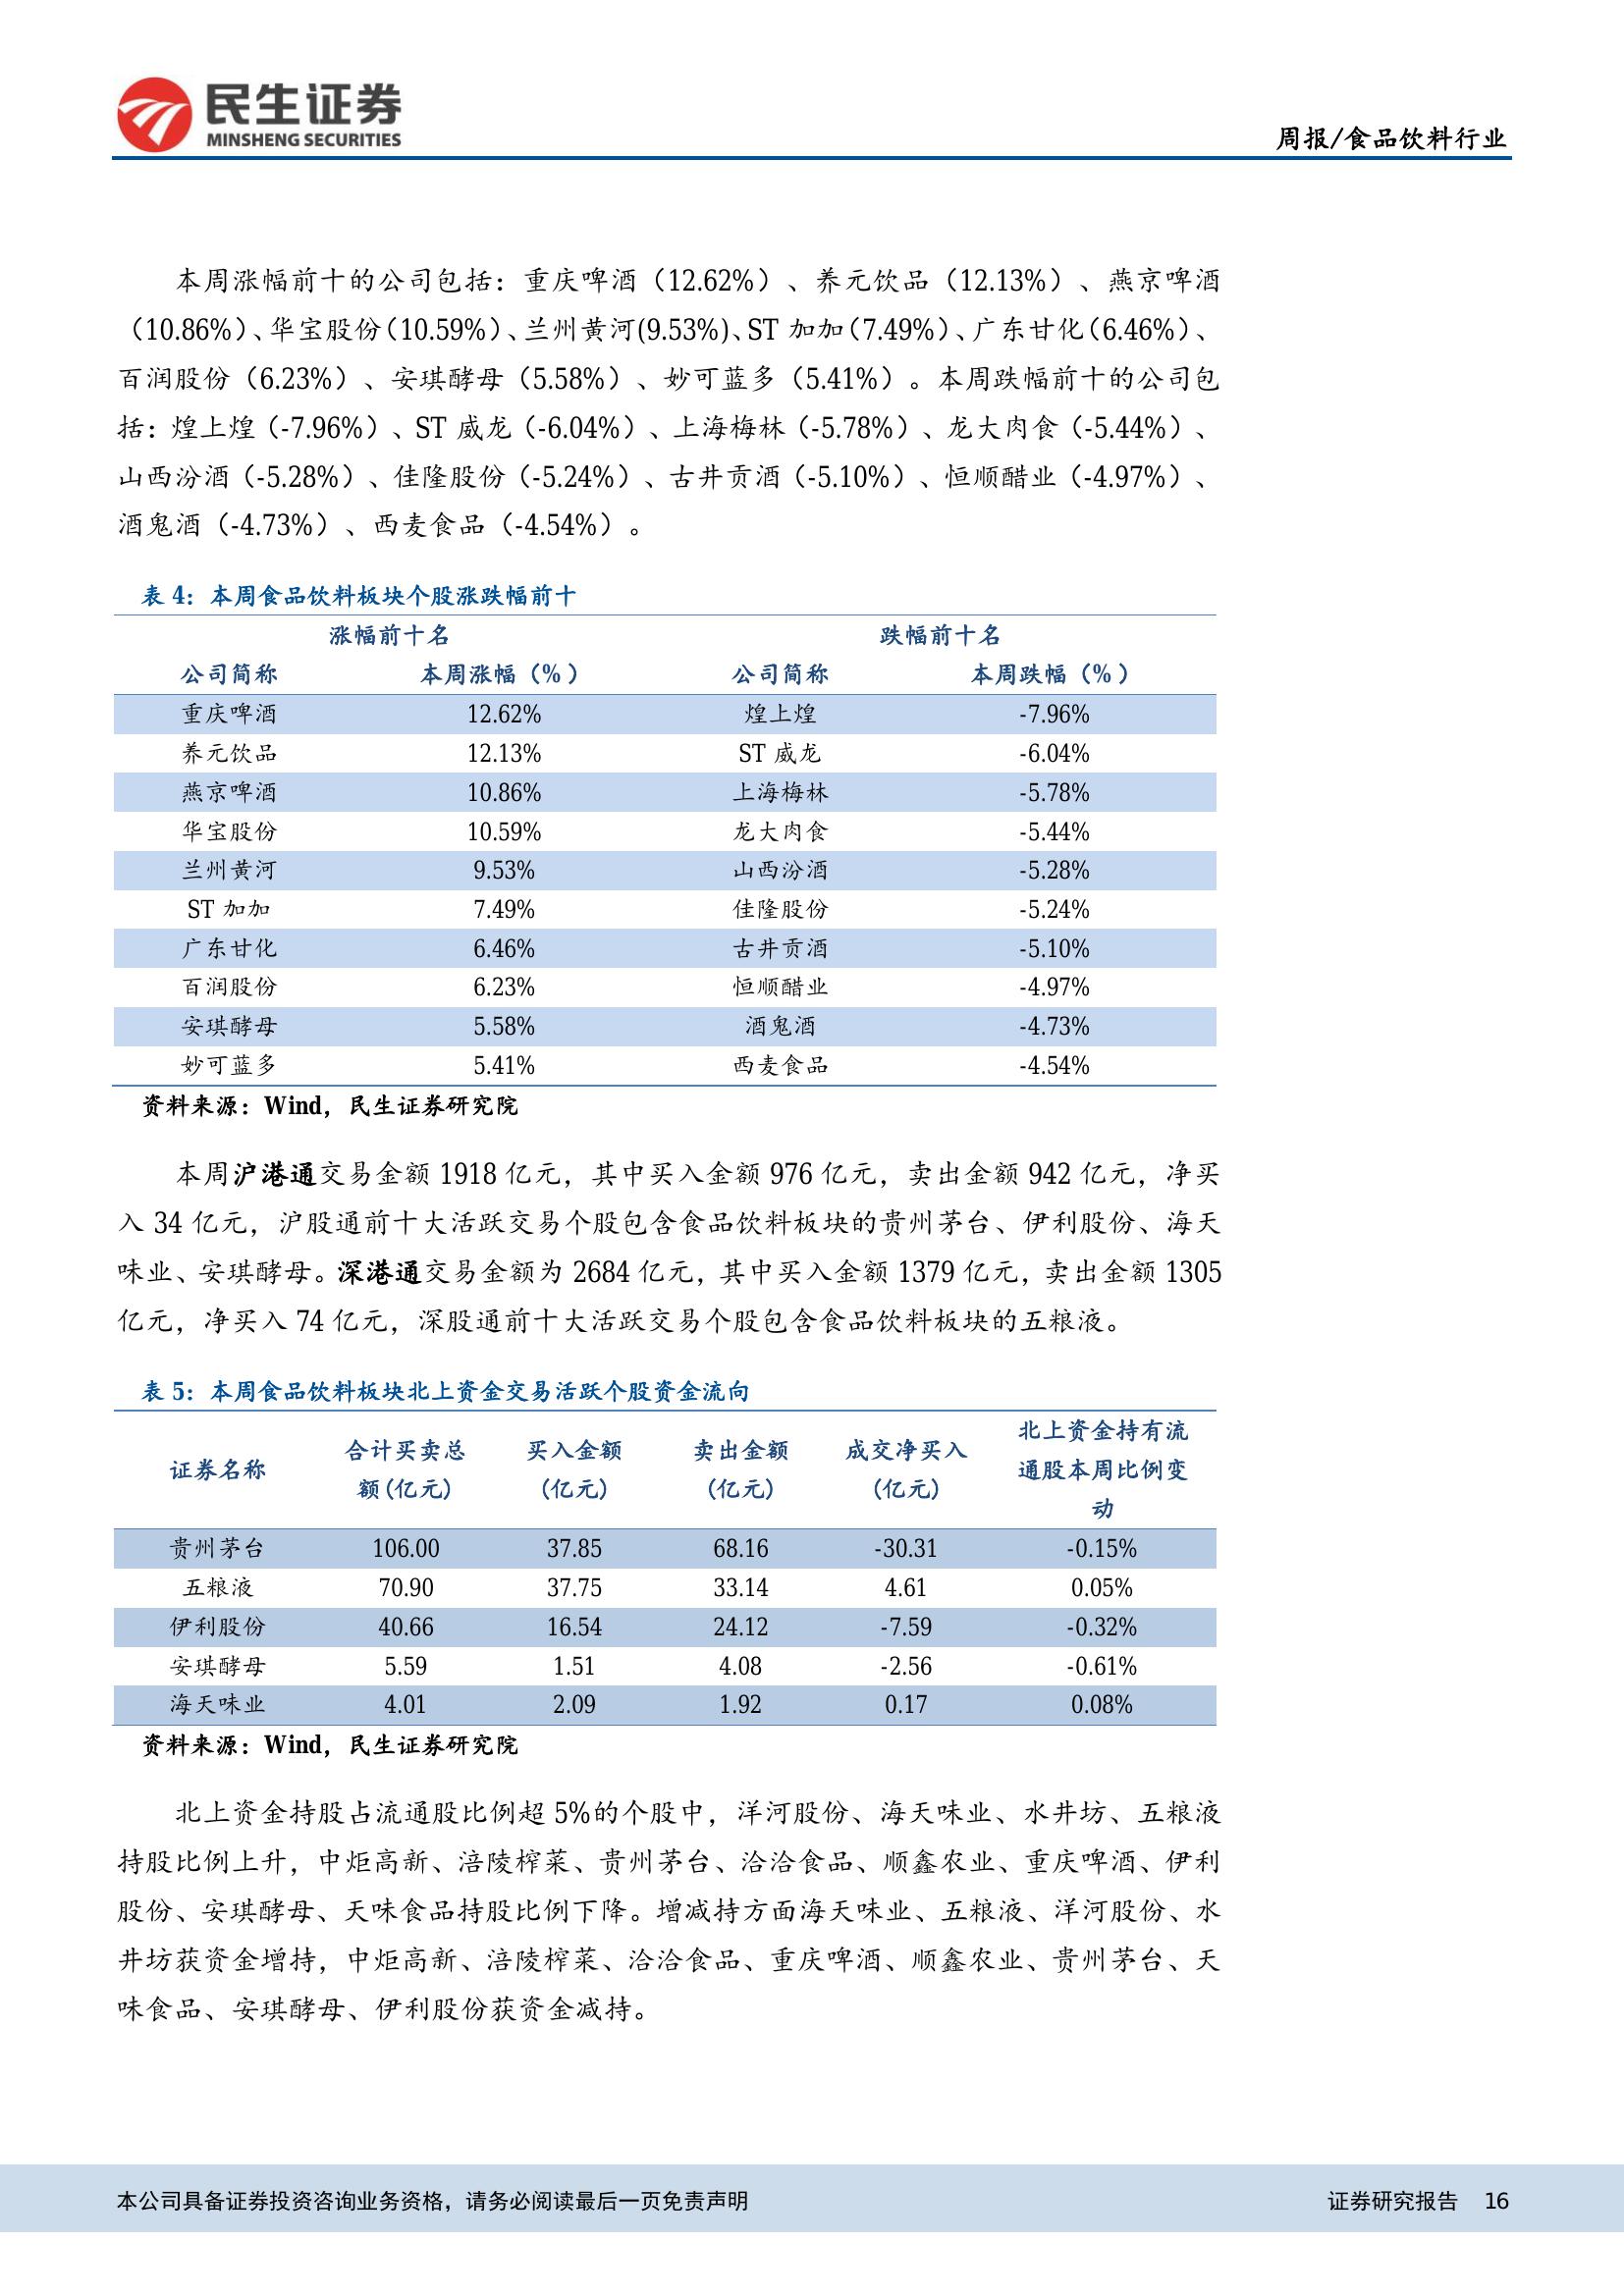 民生证券
MINSHENG SECURITIES
周报/食品饮料行业
本周涨幅前十的公司包括：重庆啤酒（12.62%）、养元饮品（12.13%）、燕京啤酒
（10.86%）、华宝股份（10.59%）、兰州黄河(9.53%)、ST 加加（7.49%）、广东甘化（6.46%）、
百润股份（6.23%）、安琪酵母（5.58%）、妙可蓝多（5.41%）。本周跌幅前十的公司包
括：煌上煌（-7.96%）、ST 威龙（-6.04%）、上海梅林（-5.78%）、龙大肉食（-5.44%）、
山西汾酒（-5.28%）、佳隆股份（-5.24%）、古井贡酒（-5.10%）、恒顺醋业（-4.97%）、
酒鬼酒（-4.73%）、西麦食品（-4.54%）。
表 4：本周食品饮料板块个股涨跌幅前十
涨幅前十名 跌幅前十名
公司简称 本周涨幅（%） 公司简称 本周跌幅（%）
重庆啤酒 12.62% 煌上煌 -7.96%
养元饮品 12.13% ST 威龙 -6.04%
燕京啤酒 10.86% 上海梅林 -5.78%
华宝股份 10.59% 龙大肉食 -5.44%
兰州黄河 9.53% 山西汾酒 -5.28%
ST 加加 7.49% 佳隆股份 -5.24%
广东甘化 6.46% 古井贡酒 -5.10%
百润股份 6.23% 恒顺醋业 -4.97%
安琪酵母 5.58% 酒鬼酒 -4.73%
妙可蓝多 5.41% 西麦食品 -4.54%
资料来源：Wind，民生证券研究院
本周沪港通交易金额 1918 亿元，其中买入金额 976 亿元，卖出金额 942 亿元，净买
入 34 亿元，沪股通前十大活跃交易个股包含食品饮料板块的贵州茅台、伊利股份、海天
味业、安琪酵母。深港通交易金额为 2684 亿元，其中买入金额 1379 亿元，卖出金额 1305
亿元，净买入 74 亿元，深股通前十大活跃交易个股包含食品饮料板块的五粮液。
表 5：本周食品饮料板块北上资金交易活跃个股资金流向
证券名称 合计买卖总额(亿元) 买入金额(亿元) 卖出金额(亿元) 成交净买入(亿元) 北上资金持有流通股本周比例变动
贵州茅台 106.00 37.85 68.16 -30.31 -0.15%
五粮液 70.90 37.75 33.14 4.61 0.05%
伊利股份 40.66 16.54 24.12 -7.59 -0.32%
安琪酵母 5.59 1.51 4.08 -2.56 -0.61%
海天味业 4.01 2.09 1.92 0.17 0.08%
资料来源：Wind，民生证券研究院
北上资金持股占流通股比例超 5%的个股中，洋河股份、海天味业、水井坊、五粮液
持股比例上升，中炬高新、涪陵榨菜、贵州茅台、洽洽食品、顺鑫农业、重庆啤酒、伊利
股份、安琪酵母、天味食品持股比例下降。增减持方面海天味业、五粮液、洋河股份、水
井坊获资金增持，中炬高新、涪陵榨菜、洽洽食品、重庆啤酒、顺鑫农业、贵州茅台、天
味食品、安琪酵母、伊利股份获资金减持。
本公司具备证券投资咨询业务资格，请务必阅读最后一页免责声明
证券研究报告 16